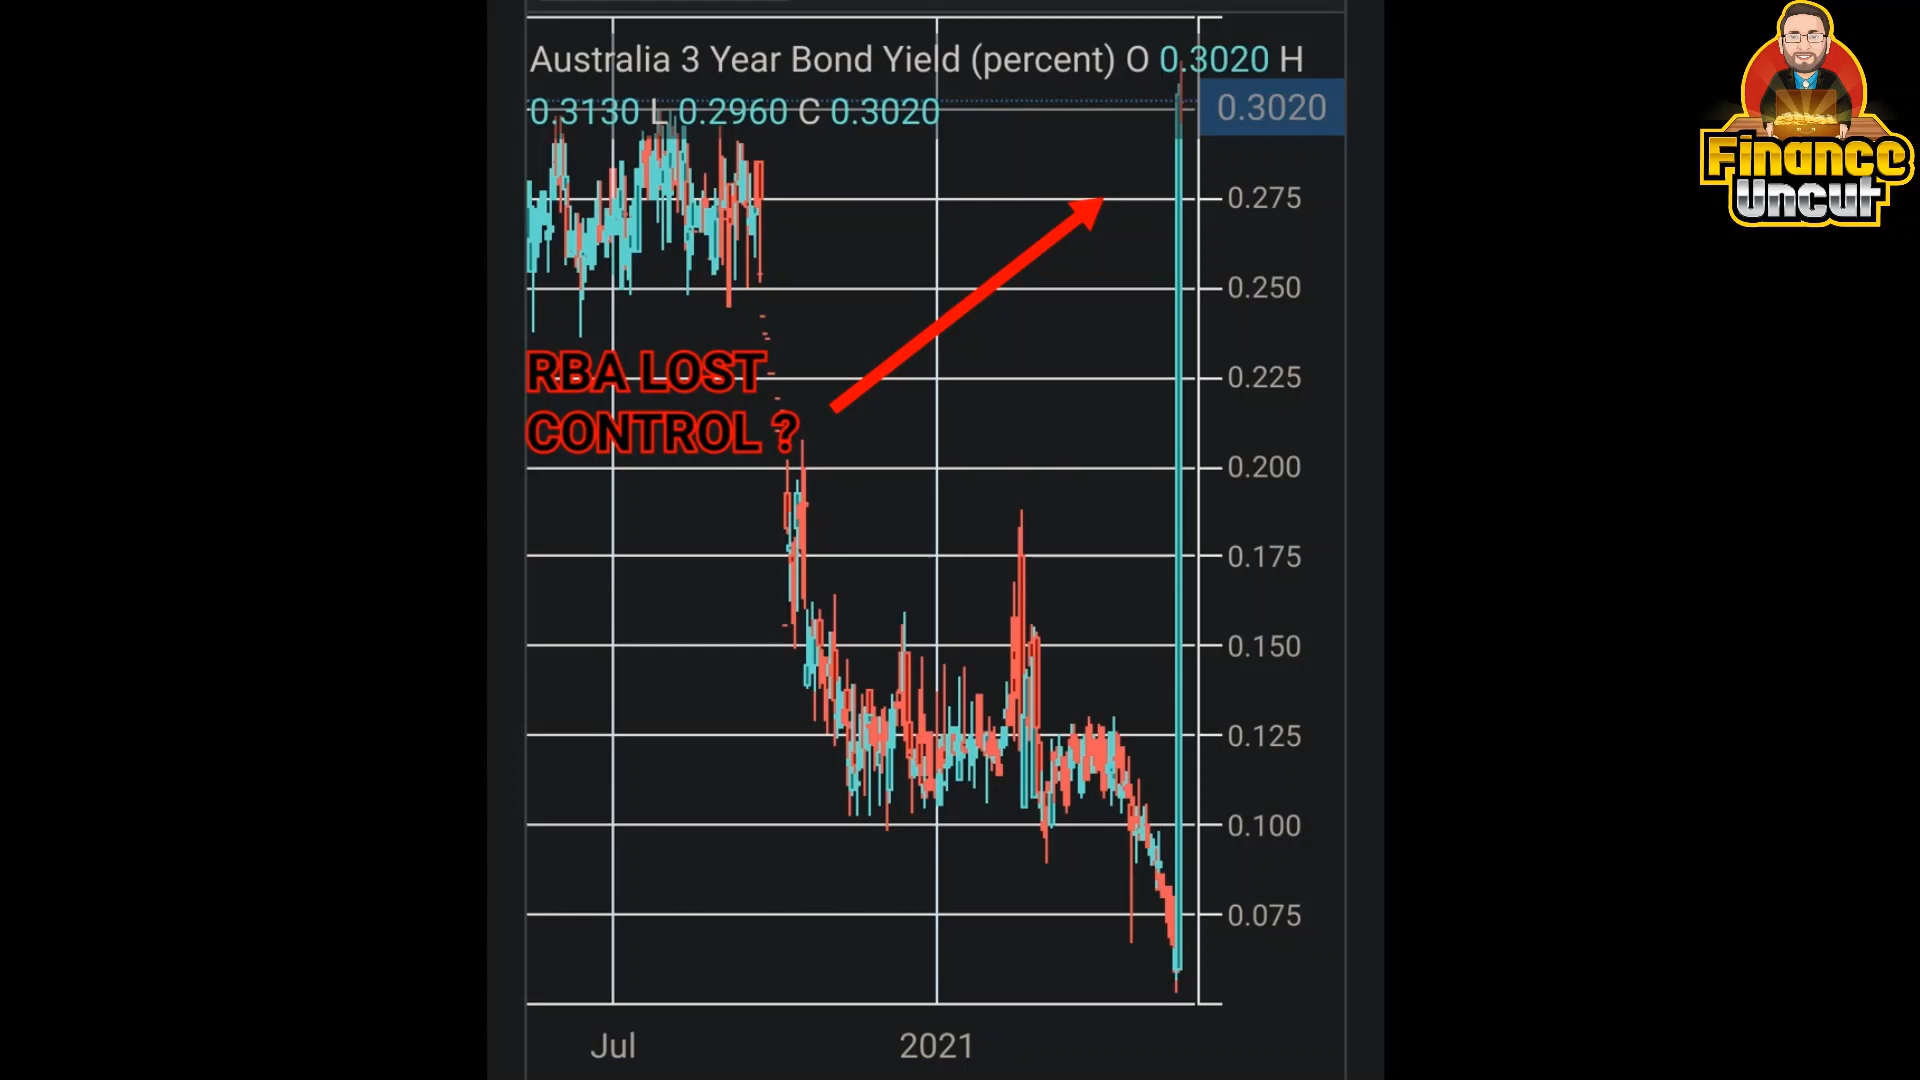 Australia 3 Year Bond Yield (percent) O 0.3020 H
0.3130 L 0.2960 C 0.3020
0.3020
0.275
0.250
0.225
0.200
0.175
0.150
0.125
0.100
0.075
RBA LOST
CONTROL ?
Jul
2021
Finance
Uncut